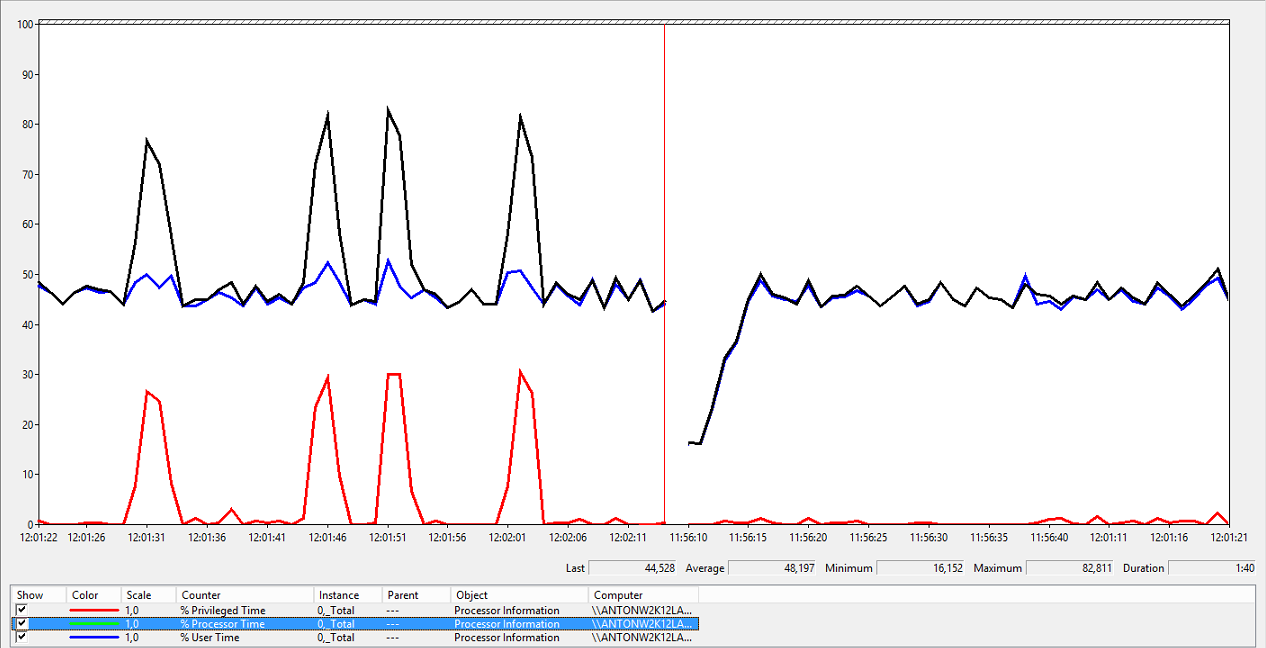 100
90
80
70
60
50
40
30
20
10
0
12:01:22 12:01:26 12:01:31 12:01:36 12:01:41 12:01:46 12:01:51 12:01:56 12:02:01 12:02:06 12:02:11 11:56:10 11:56:15 11:56:20 11:56:25 11:56:30 11:56:35 11:56:40 12:01:11 12:01:16 12:01:21
Last 44,528 Average 48,197 Minimum 16,152 Maximum 82,811 Duration 1:40
Show Color Scale Counter Instance Parent Object Computer
1,0 % Privileged Time 0,_Total --- Processor Information \\ANTONW2K12LA...
1,0 % Processor Time 0,_Total --- Processor Information \\ANTONW2K12LA...
1,0 % User Time 0,_Total --- Processor Information \\ANTONW2K12LA...